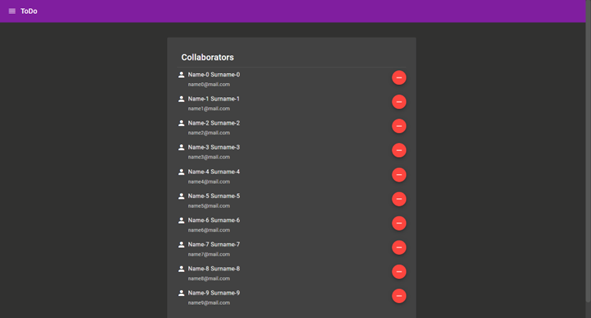 ToDo
Collaborators
Name-0 Surname-0
name0@mail.com
Name-1 Surname-1
name1@mail.com
Name-2 Surname-2
name2@mail.com
Name-3 Surname-3
name3@mail.com
Name-4 Surname-4
name4@mail.com
Name-5 Surname-5
name5@mail.com
Name-6 Surname-6
name6@mail.com
Name-7 Surname-7
name7@mail.com
Name-8 Surname-8
name8@mail.com
Name-9 Surname-9
name9@mail.com